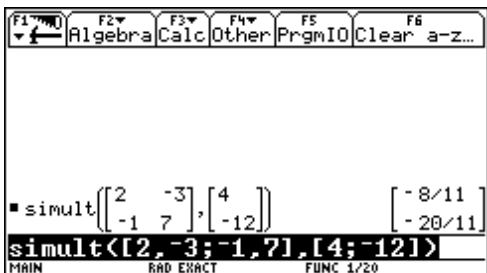 F1 F2▾ F3▾ F4▾ F5 F6
Algebra Calc Other PrgmIO Clear a-z…
▪ simult([2 -3] [-1 7], [4] [-12]) [-8/11] [-20/11]
simult([2,-3;-1,7],[4;-12])
MAIN RAD EXACT FUNC 1/20